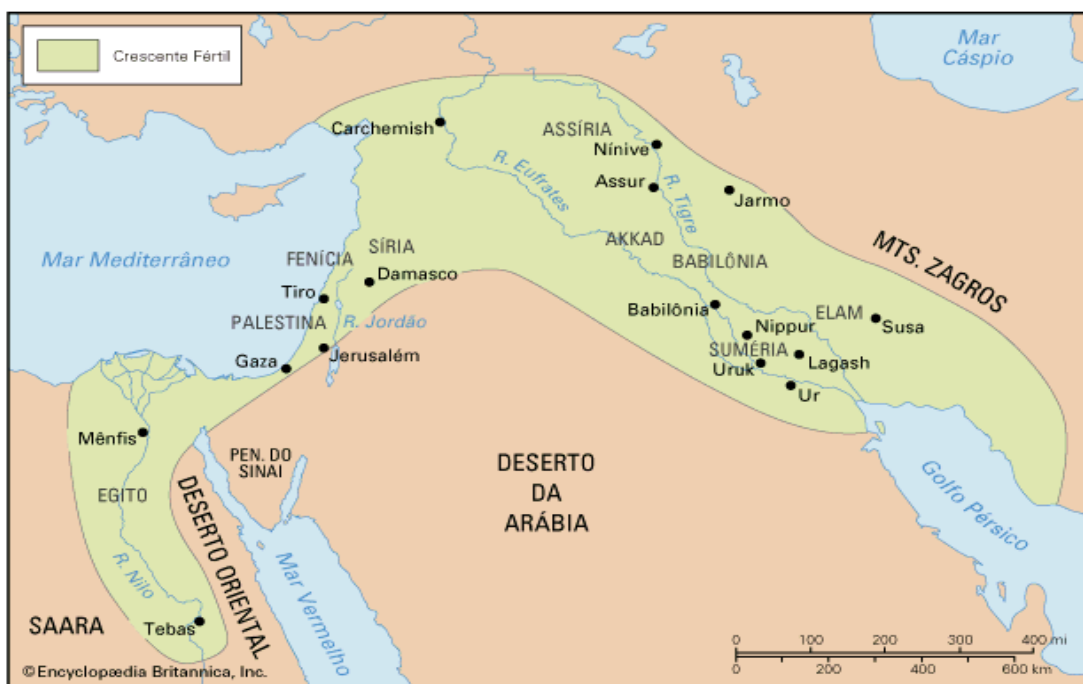 Crescente Fértil
Mar
Cáspio
Carchemish
ASSÍRIA
Nínive
R. Eufrates
Assur
R. Tigre
Jarmo
MTS. ZAGROS
Mar Mediterrâneo
FENÍCIA
SÍRIA
Damasco
AKKAD
BABILÔNIA
Tiro
PALESTINA
R. Jordão
Babilônia
Nippur
ELAM
Susa
SUMÉRIA
Lagash
Uruk
Ur
Gaza
Jerusalém
Mênfis
PEN. DO
SINAI
DESERTO
DA
ARÁBIA
Golfo Pérsico
EGITO
DESERTO ORIENTAL
Mar Vermelho
R. Nilo
Tebas
SAARA
0 100 200 300 400 mi
0 200 400 600 km
©Encyclopædia Britannica, Inc.